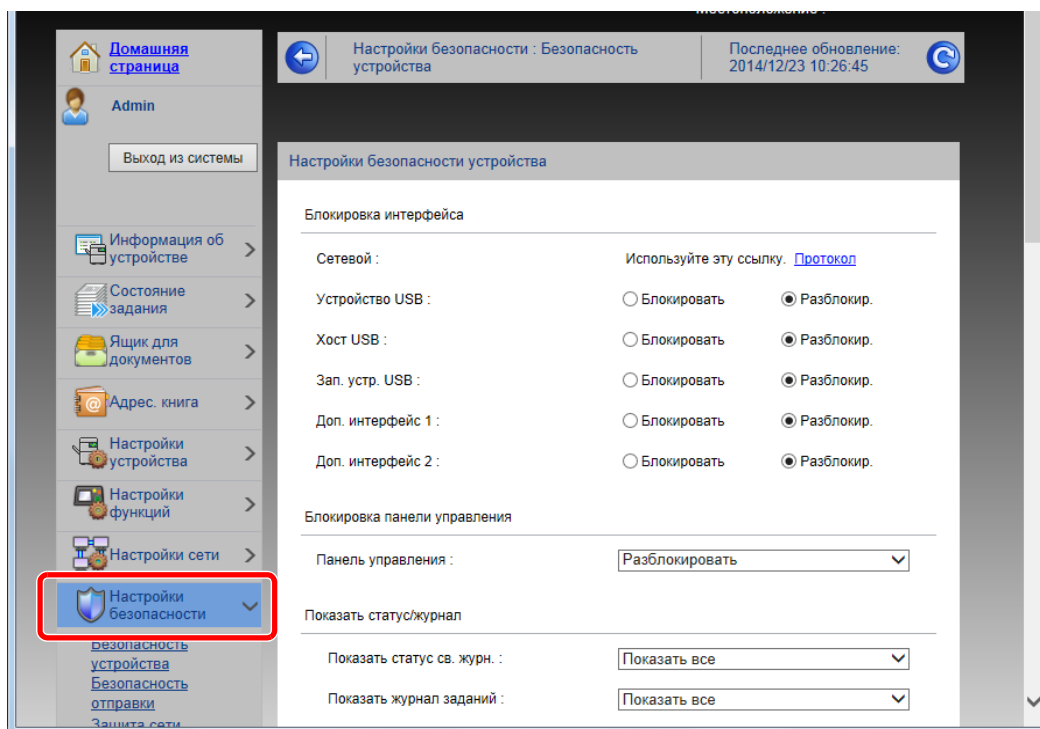 Местоположение :
Домашняя
страница
Admin
Выход из системы
Информация об
устройстве
Состояние
задания
Ящик для
документов
Адрес. книга
Настройки
устройства
Настройки
функций
Настройки сети
Настройки
безопасности
Безопасность
устройства
Безопасность
отправки
Защита сети
Настройки безопасности : Безопасность
устройства
Последнее обновление:
2014/12/23 10:26:45
Настройки безопасности устройства
Блокировка интерфейса
Сетевой : Используйте эту ссылку. Протокол
Устройство USB : Блокировать Разблокир.
Хост USB : Блокировать Разблокир.
Зап. устр. USB : Блокировать Разблокир.
Доп. интерфейс 1 : Блокировать Разблокир.
Доп. интерфейс 2 : Блокировать Разблокир.
Блокировка панели управления
Панель управления : Разблокировать
Показать статус/журнал
Показать статус св. журн. : Показать все
Показать журнал заданий : Показать все